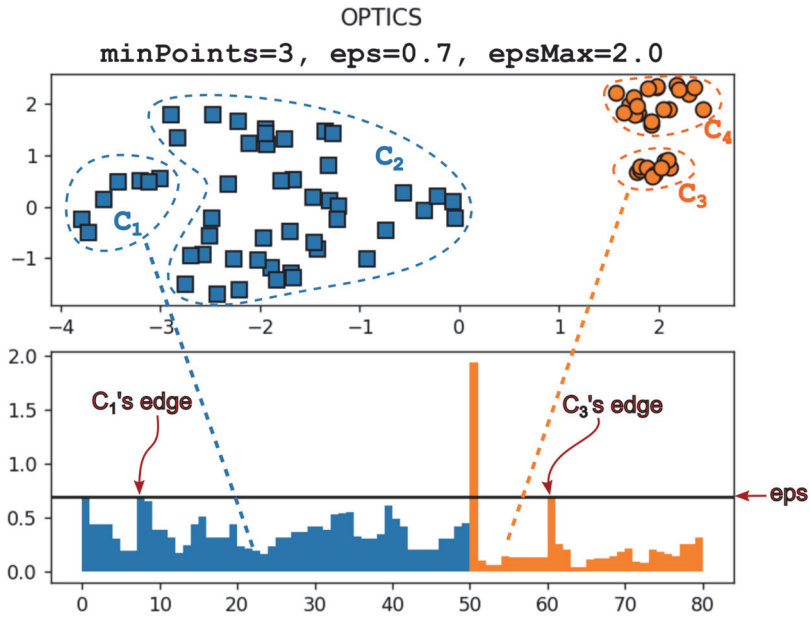 OPTICS
minPoints=3, eps=0.7, epsMax=2.0
2
1
0
−1
C2
C1
C4
C3
−4 −3 −2 −1 0 1 2
2.0
1.5
1.0
0.5
0.0
C1's edge
C3's edge
eps
0 10 20 30 40 50 60 70 80